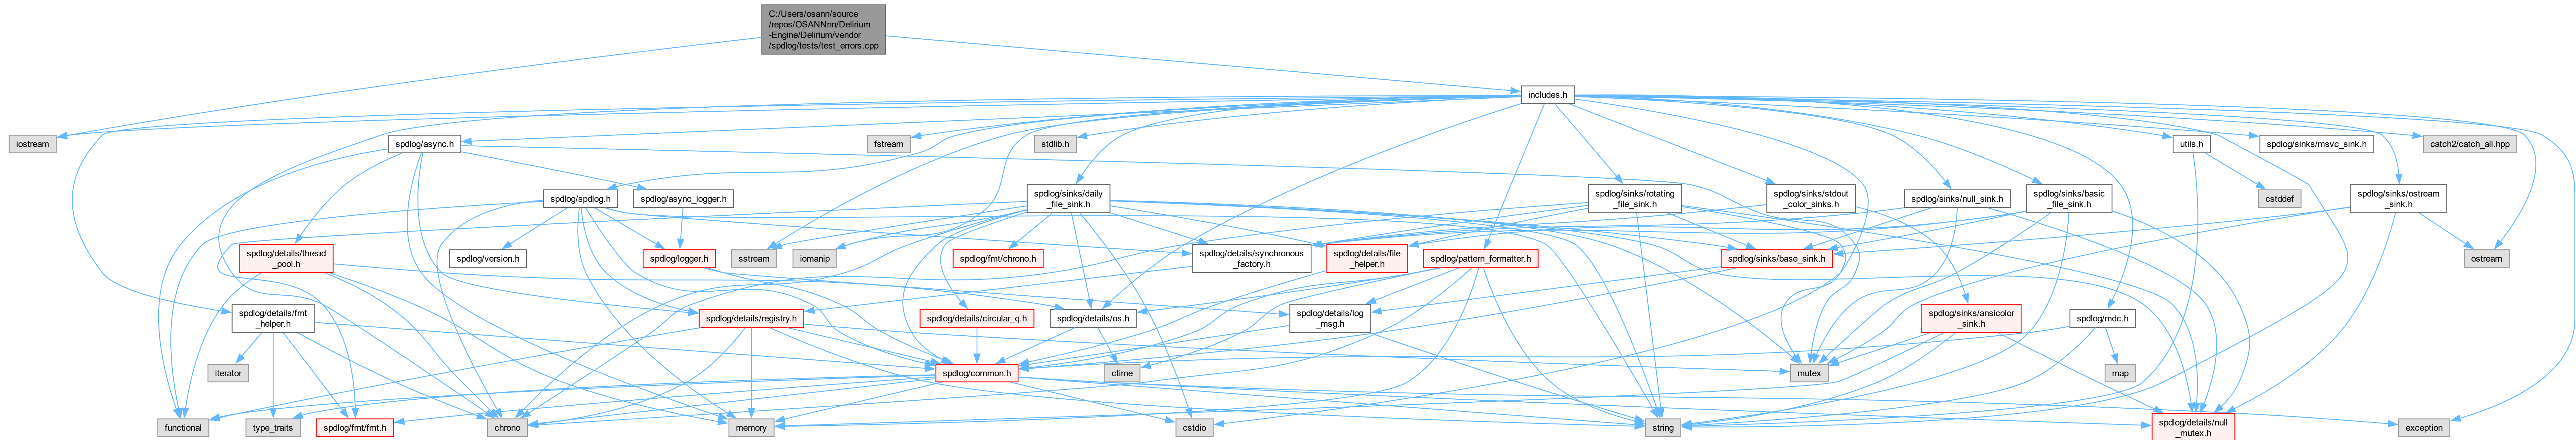 C:/Users/osann/source
/repos/OSANNnn/Delirium
-Engine/Delirium/vendor
/spdlog/tests/test_errors.cpp
includes.h
iostream
spdlog/async.h
fstream
stdlib.h
utils.h
spdlog/sinks/msvc_sink.h
catch2/catch_all.hpp
spdlog/spdlog.h
spdlog/async_logger.h
spdlog/sinks/daily
_file_sink.h
spdlog/sinks/rotating
_file_sink.h
spdlog/sinks/stdout
_color_sinks.h
spdlog/sinks/null_sink.h
spdlog/sinks/basic
_file_sink.h
cstddef
spdlog/sinks/ostream
_sink.h
spdlog/details/thread
_pool.h
spdlog/version.h
spdlog/logger.h
sstream
iomanip
spdlog/fmt/chrono.h
spdlog/details/synchronous
_factory.h
spdlog/details/file
_helper.h
spdlog/pattern_formatter.h
spdlog/sinks/base_sink.h
ostream
spdlog/details/fmt
_helper.h
spdlog/details/registry.h
spdlog/details/circular_q.h
spdlog/details/os.h
spdlog/details/log
_msg.h
spdlog/sinks/ansicolor
_sink.h
spdlog/mdc.h
iterator
spdlog/common.h
ctime
mutex
map
functional
type_traits
spdlog/fmt/fmt.h
chrono
memory
cstdio
string
spdlog/details/null
_mutex.h
exception